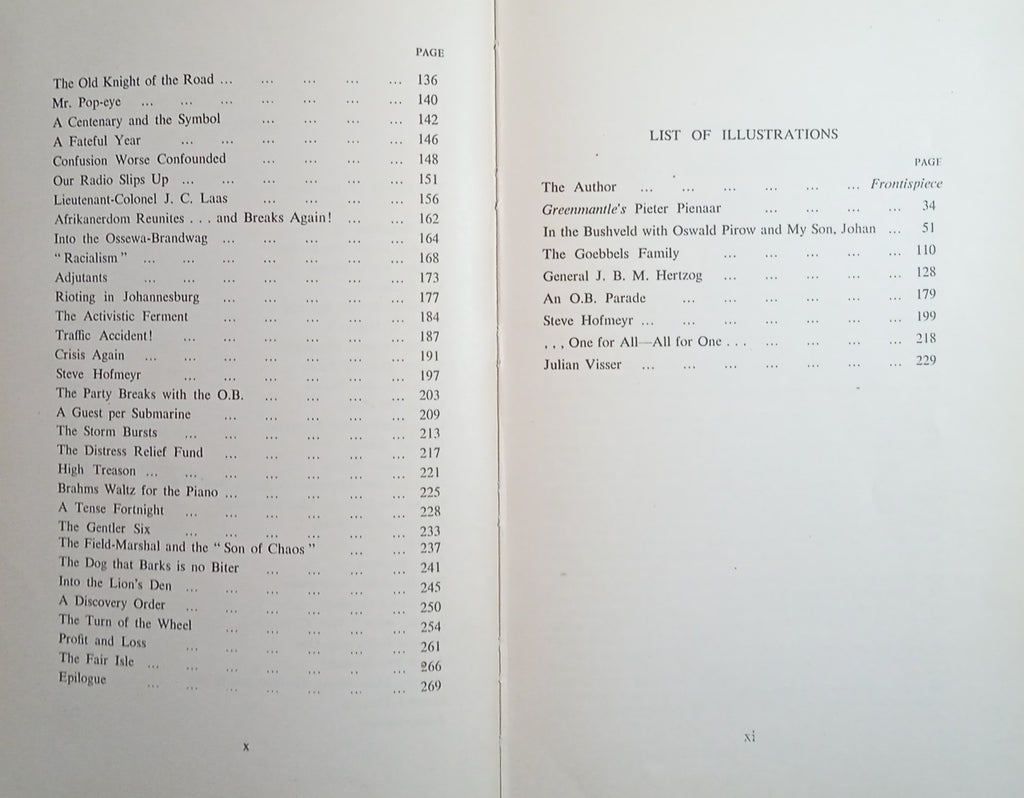 PAGE
The Old Knight of the Road ... ... ... ... ... 136
Mr. Pop-eye ... ... ... ... ... ... ... 140
A Centenary and the Symbol ... ... ... ... 142
A Fateful Year ... ... ... ... ... ... 146
Confusion Worse Confounded ... ... ... ... 148
Our Radio Slips Up ... ... ... ... ... ... 151
Lieutenant-Colonel J. C. Laas ... ... ... ... 156
Afrikanerdom Reunites . . . and Breaks Again! ... ... 162
Into the Ossewa-Brandwag ... ... ... ... ... 164
“ Racialism ” ... ... ... ... ... ... ... 168
Adjutants ... ... ... ... ... ... ... 173
Rioting in Johannesburg ... ... ... ... ... 177
The Activistic Ferment ... ... ... ... ... 184
Traffic Accident! ... ... ... ... ... ... 187
Crisis Again ... ... ... ... ... ... ... 191
Steve Hofmeyr ... ... ... ... ... ... 197
The Party Breaks with the O.B. ... ... ... ... 203
A Guest per Submarine ... ... ... ... ... 209
The Storm Bursts ... ... ... ... ... ... 213
The Distress Relief Fund ... ... ... ... ... 217
High Treason ... ... ... ... ... ... ... 221
Brahms Waltz for the Piano ... ... ... ... ... 225
A Tense Fortnight ... ... ... ... ... ... 228
The Gentler Six ... ... ... ... ... ... 233
The Field-Marshal and the “ Son of Chaos ” ... ... 237
The Dog that Barks is no Biter ... ... ... ... 241
Into the Lion's Den ... ... ... ... ... ... 245
A Discovery Order ... ... ... ... ... ... 250
The Turn of the Wheel ... ... ... ... ... 254
Profit and Loss ... ... ... ... ... ... 261
The Fair Isle ... ... ... ... ... .. ... 266
Epilogue ... ... ... ... ... ... ... 269
x
LIST OF ILLUSTRATIONS
PAGE
The Author ... ... ... ... ... ... Frontispiece
Greenmantle's Pieter Pienaar ... ... ... ... 34
In the Bushveld with Oswald Pirow and My Son, Johan ... 51
The Goebbels Family ... ... ... ... ... 110
General J. B. M. Hertzog ... ... ... ... ... 128
An O.B. Parade ... ... ... ... ... ... 179
Steve Hofmeyr ... ... ... ... ... ... ... 199
. . . One for All—All for One . . . ... ... ... ... 218
Julian Visser ... ... ... ... ... ... ... 229
xi